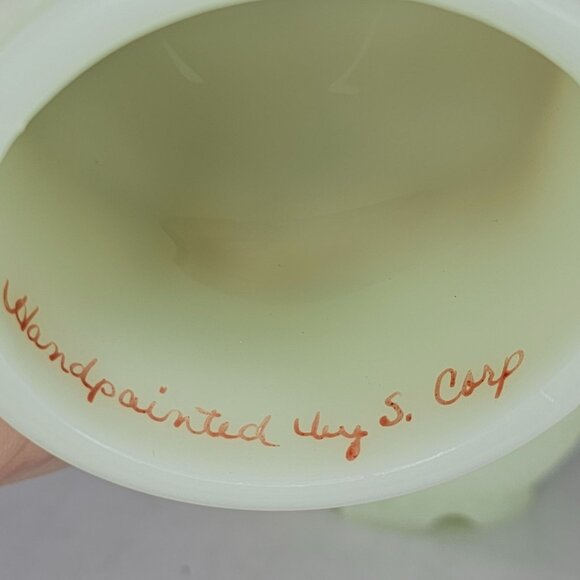 Handpainted by S. Corp